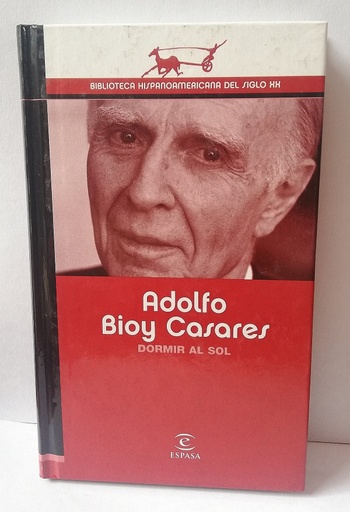 BIBLIOTECA HISPANOAMERICANA DEL SIGLO XX
Adolfo
Bioy Casares
DORMIR AL SOL
e
ESPASA